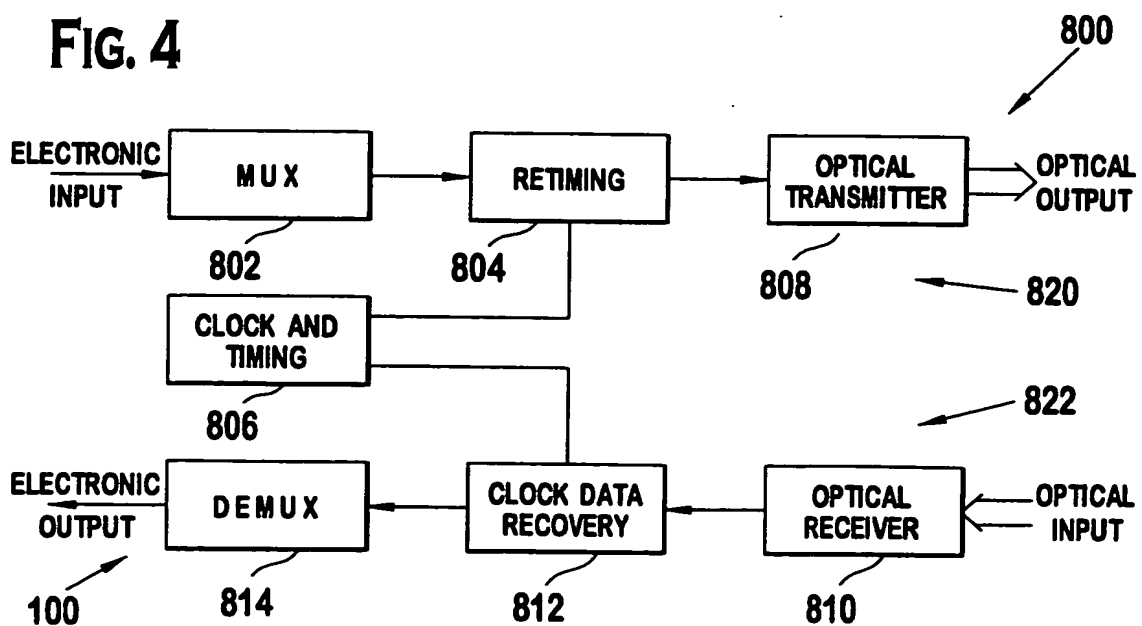 FIG. 4
800
ELECTRONIC
INPUT
MUX
RETIMING
OPTICAL
TRANSMITTER
OPTICAL
OUTPUT
802
804
808
820
CLOCK AND
TIMING
806
822
ELECTRONIC
OUTPUT
DEMUX
CLOCK DATA
RECOVERY
OPTICAL
RECEIVER
OPTICAL
INPUT
100
814
812
810